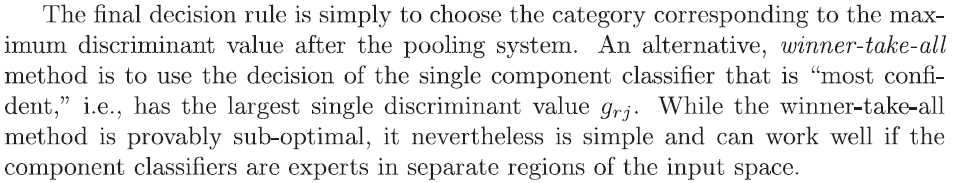 The final decision rule is simply to choose the category corresponding to the max-
imum discriminant value after the pooling system. An alternative, winner-take-all
method is to use the decision of the single component classifier that is “most confi-
dent,” i.e., has the largest single discriminant value grj. While the winner-take-all
method is provably sub-optimal, it nevertheless is simple and can work well if the
component classifiers are experts in separate regions of the input space.